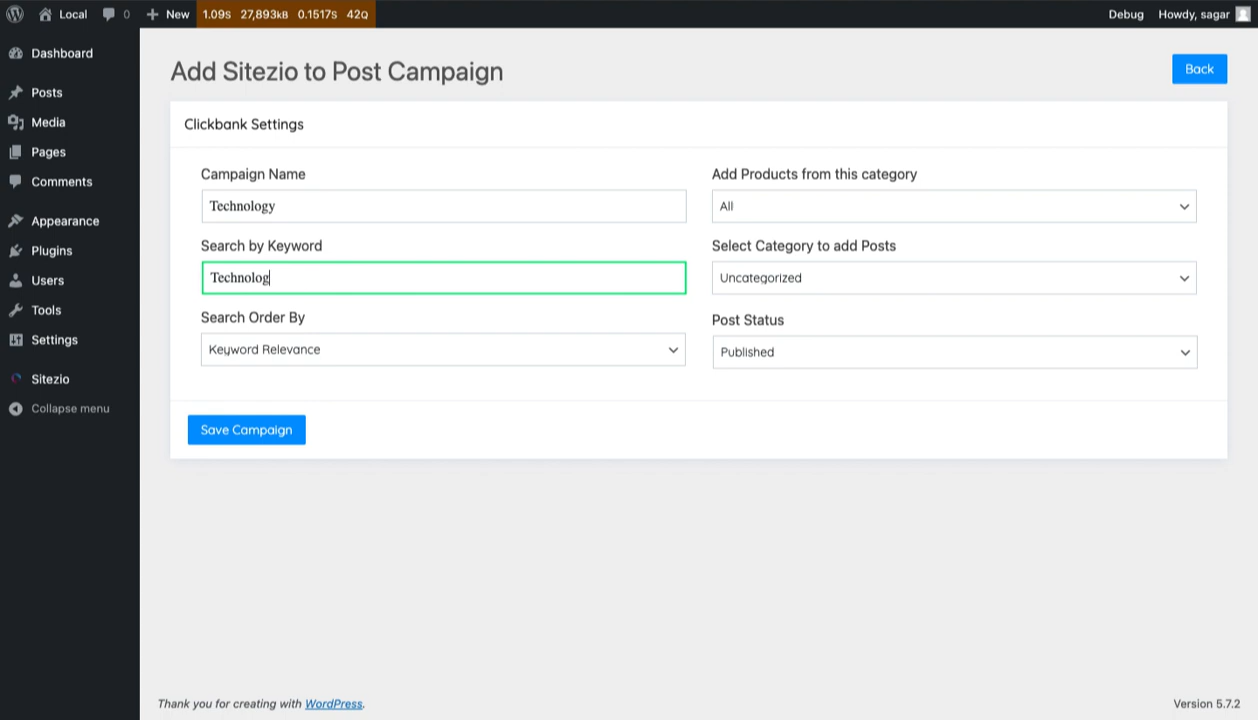 Local 0 New 1.09s 27,893kB 0.1517s 42Q Debug Howdy, sagar
Dashboard
Posts
Media
Pages
Comments
Appearance
Plugins
Users
Tools
Settings
Sitezio
Collapse menu
Add Sitezio to Post Campaign
Back
Clickbank Settings
Campaign Name
Technology
Add Products from this category
All
Search by Keyword
Technolog
Select Category to add Posts
Uncategorized
Search Order By
Keyword Relevance
Post Status
Published
Save Campaign
Thank you for creating with WordPress.
Version 5.7.2